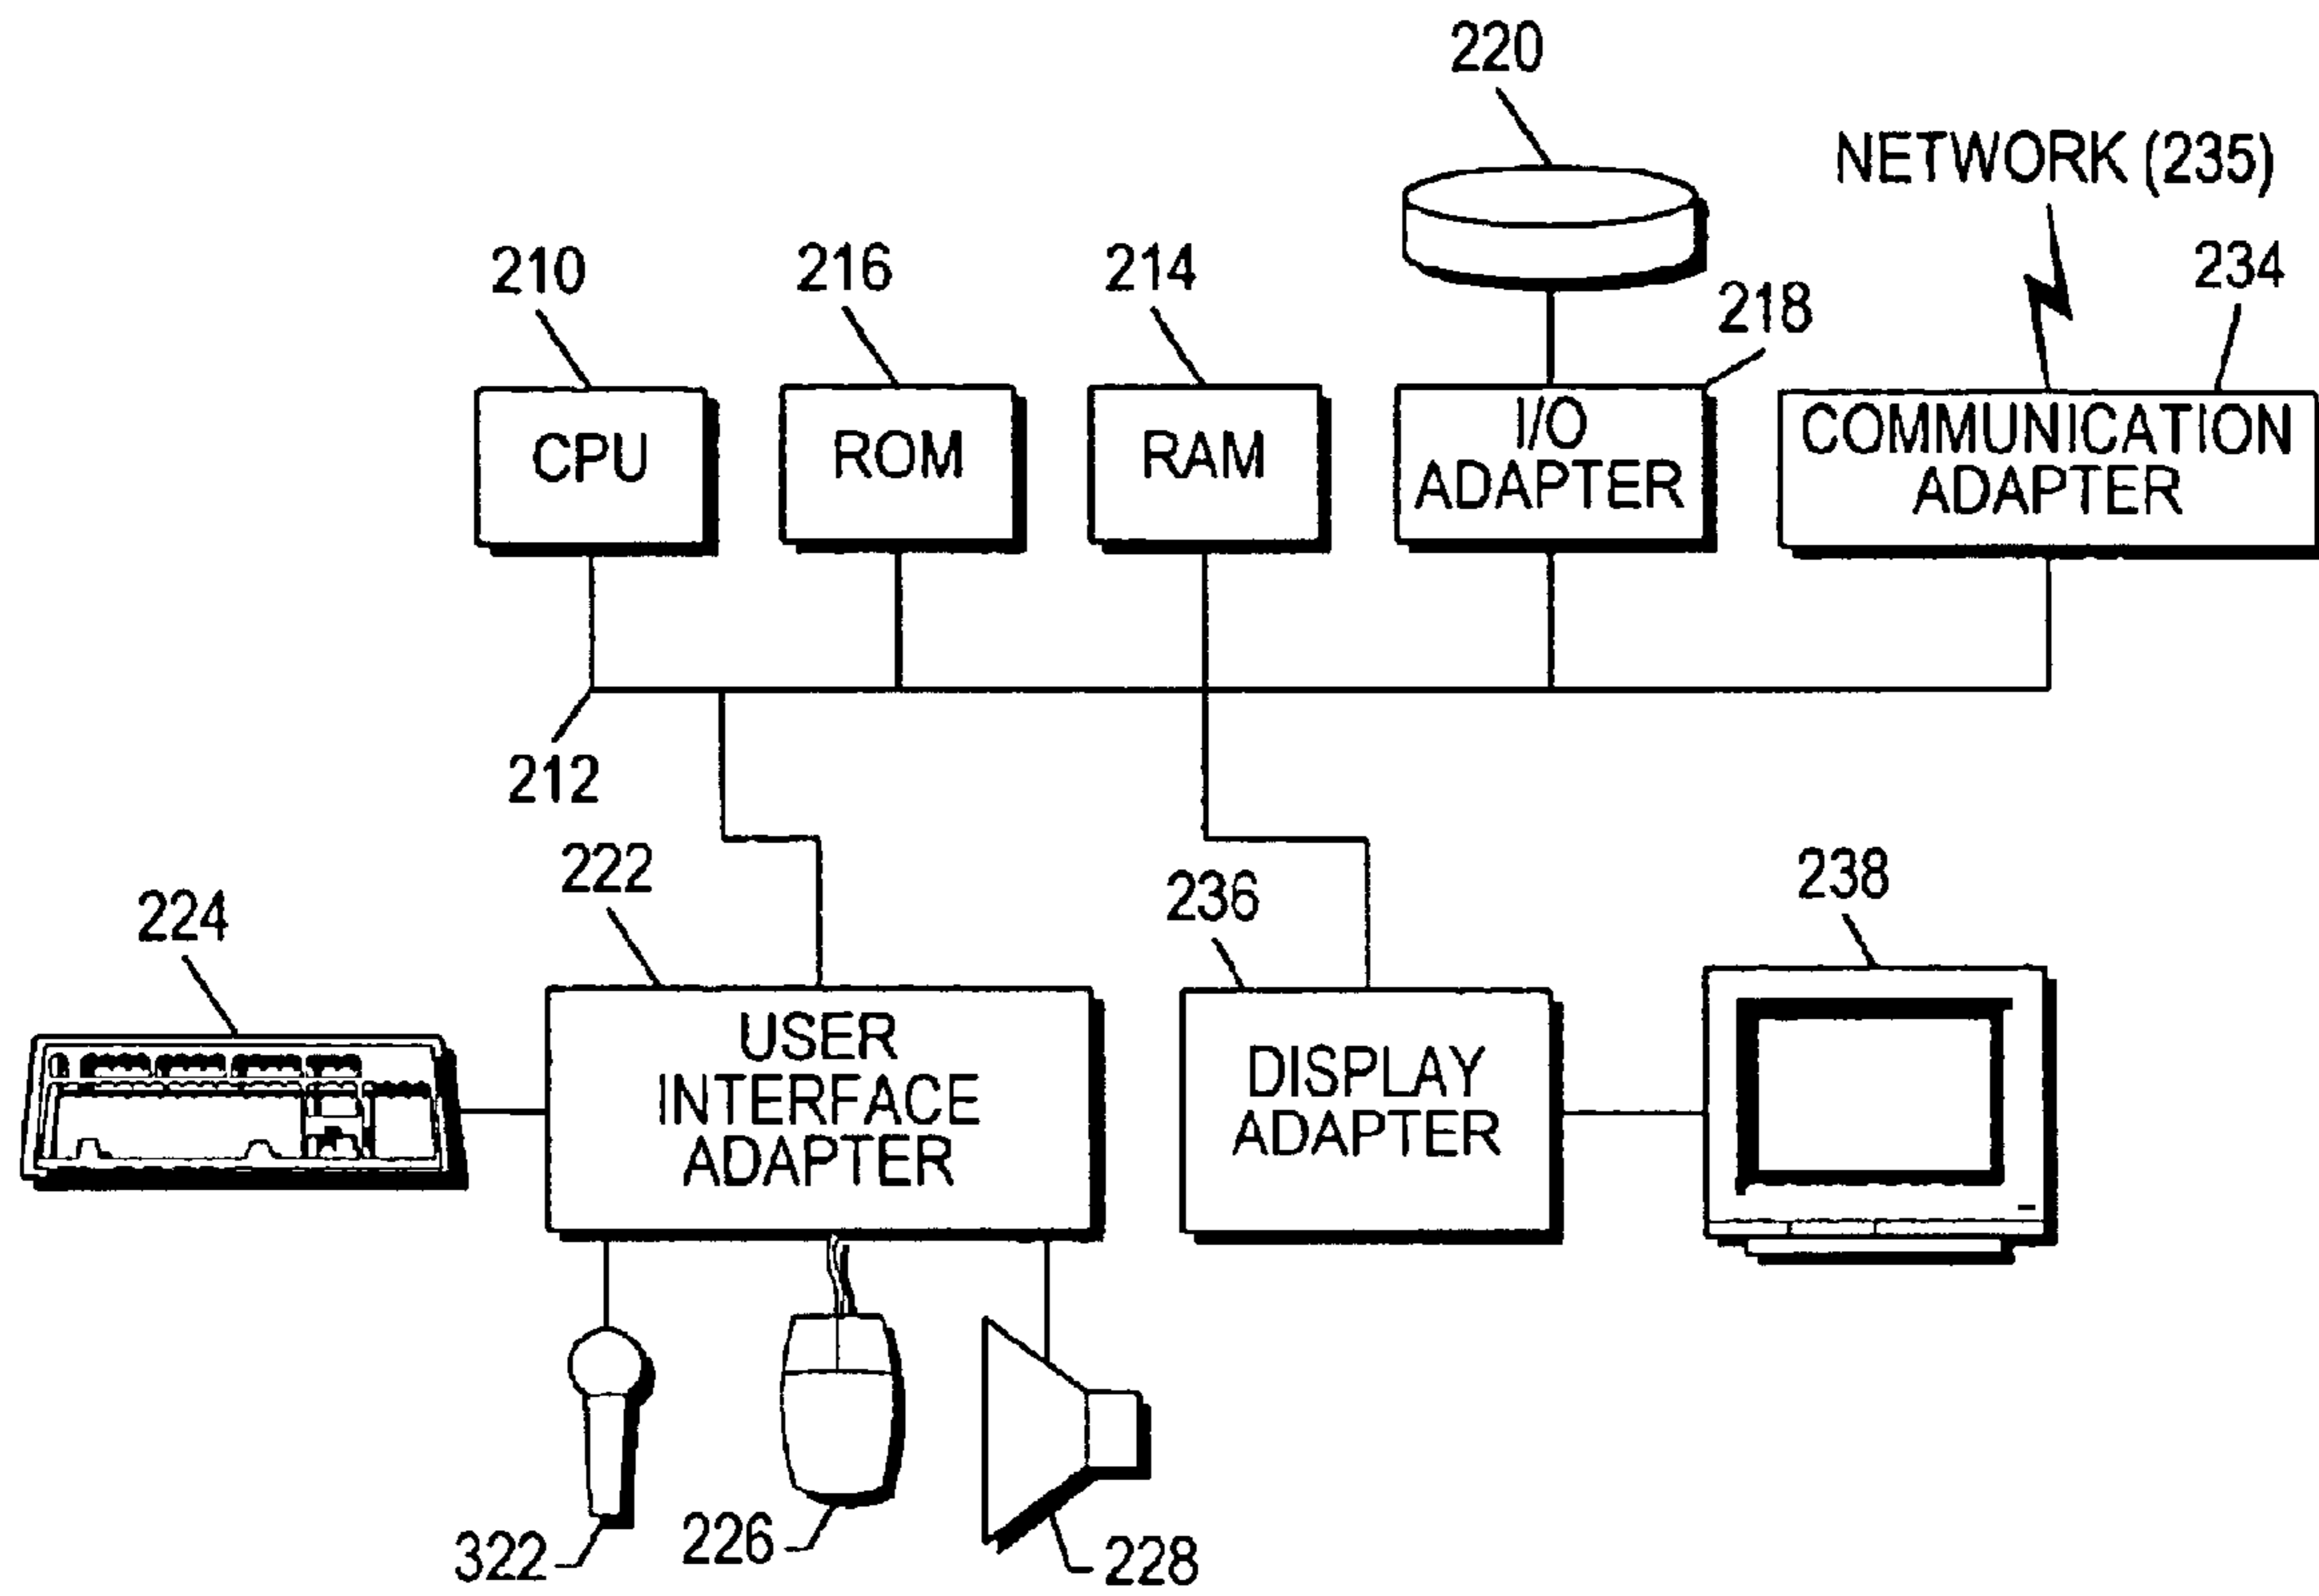 220
NETWORK (235)
210
216
214
218
234
CPU
ROM
RAM
I/O
ADAPTER
COMMUNICATION
ADAPTER
212
222
236
238
224
USER
INTERFACE
ADAPTER
DISPLAY
ADAPTER
322
226
228